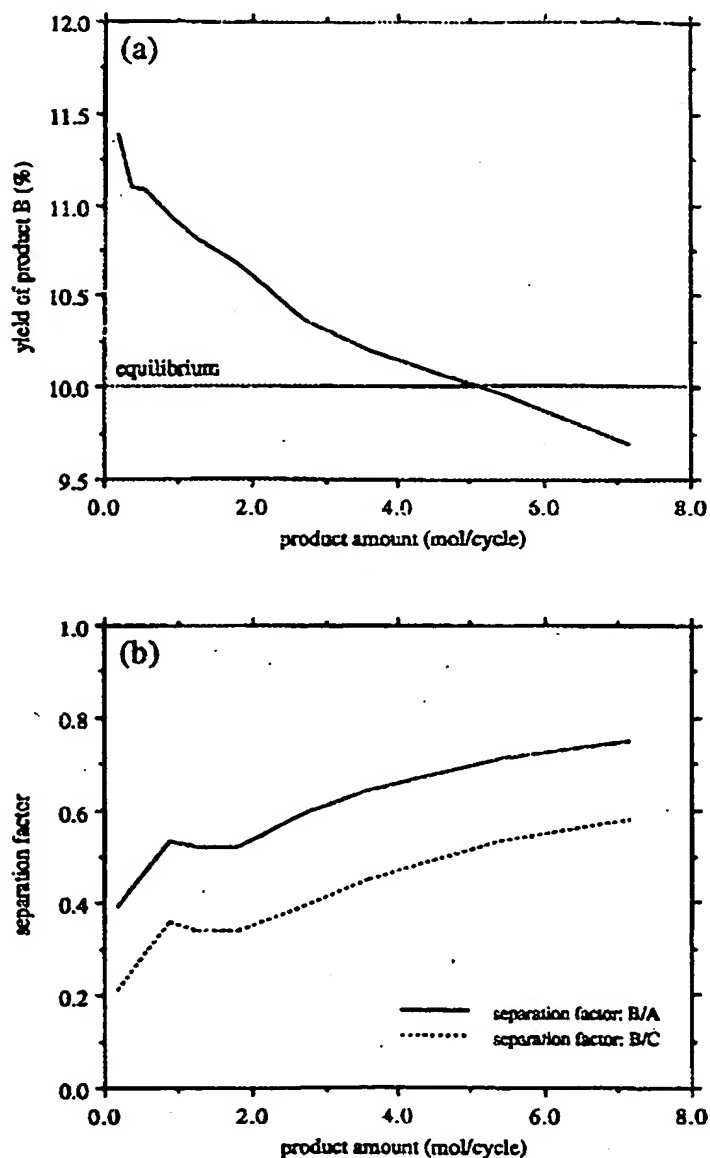 (a)
12.0
11.5
11.0
10.5
10.0
9.5
yield of product B (%)
equilibrium
0.0 2.0 4.0 6.0 8.0
product amount (mol/cycle)
(b)
1.0
0.8
0.6
0.4
0.2
0.0
separation factor
separation factor: B/A
separation factor: B/C
0.0 2.0 4.0 6.0 8.0
product amount (mol/cycle)